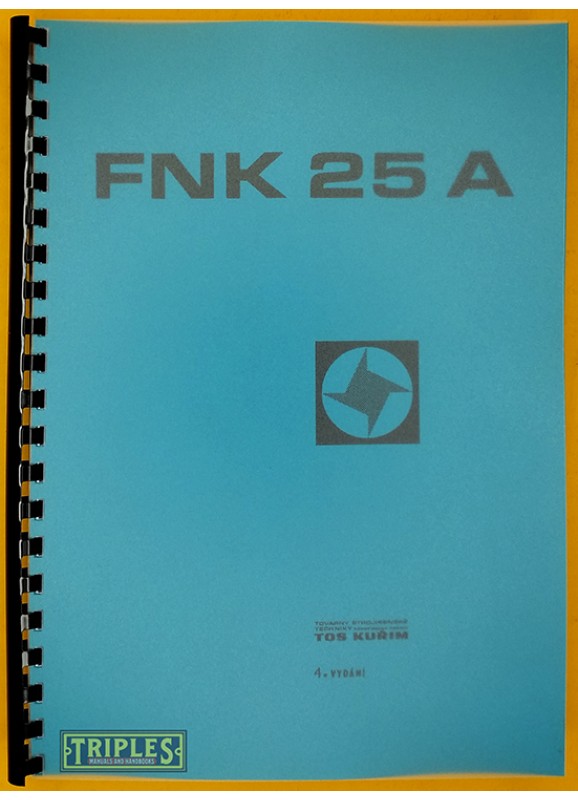 FNK 25 A
TOVÁRNY STROJÍRENSKÉ
TECHNIKY
TOS KUŘIM
4. VYDÁNÍ
TRIPLES
MANUALS AND HANDBOOKS